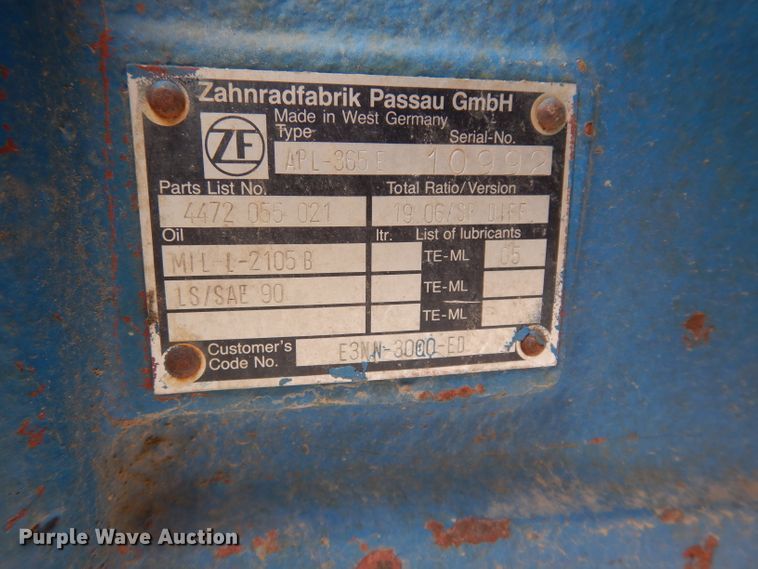 Zahnradfabrik Passau GmbH
Made in West Germany
ZF
Type Serial-No.
APL-365 E 10992
Parts List No. Total Ratio/Version
4472 055 021 19.06/SP DIFF.
Oil ltr. List of lubricants
MIL-L-2105 B TE-ML 05
LS/SAE 90 TE-ML
TE-ML
Customer's
Code No. E3NN-3000-ED
Purple Wave Auction